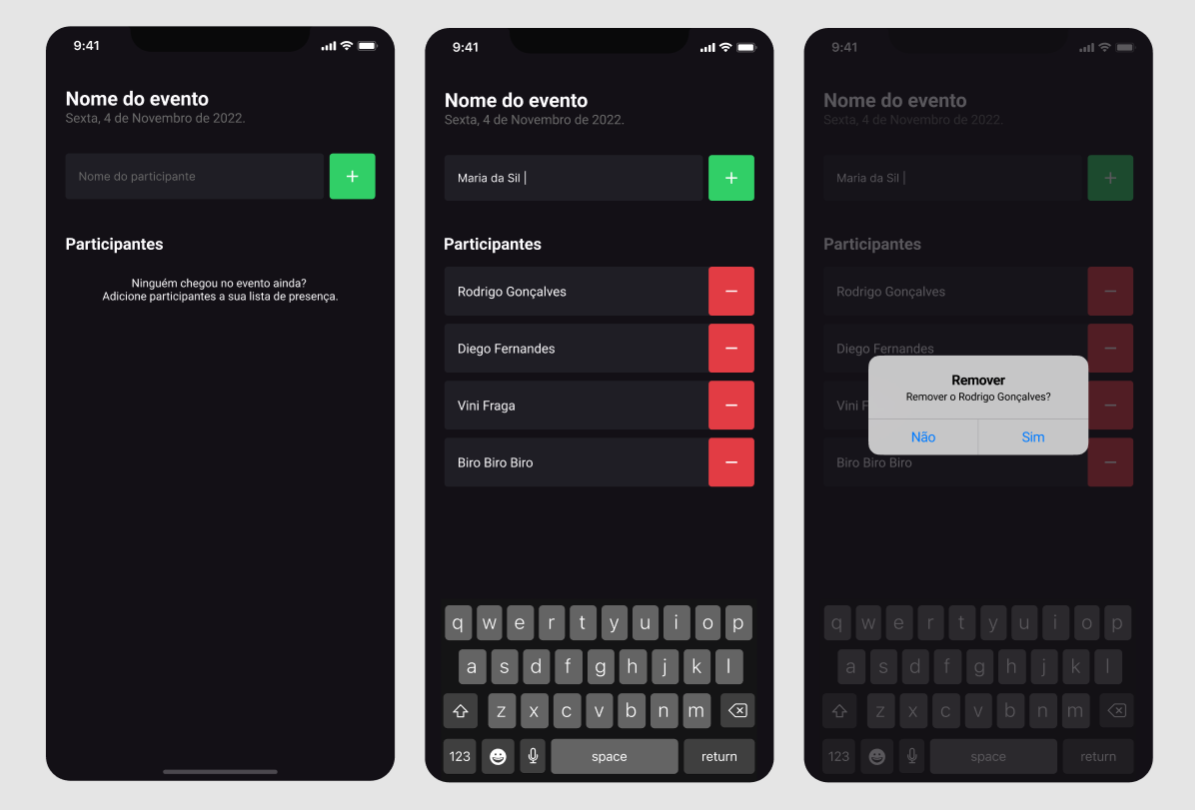 9:41
Nome do evento
Sexta, 4 de Novembro de 2022.
Nome do participante
+
Participantes
Ninguém chegou no evento ainda?
Adicione participantes a sua lista de presença.
9:41
Nome do evento
Sexta, 4 de Novembro de 2022.
Maria da Sil |
+
Participantes
Rodrigo Gonçalves
Diego Fernandes
Vini Fraga
Biro Biro Biro
q w e r t y u i o p
a s d f g h j k l
z x c v b n m
123 space return
9:41
Nome do evento
Sexta, 4 de Novembro de 2022.
Maria da Sil |
+
Participantes
Rodrigo Gonçalves
Diego Fernandes
Vini F
Biro Biro Biro
Remover
Remover o Rodrigo Gonçalves?
Não Sim
q w e r t y u i o p
a s d f g h j k l
z x c v b n m
123 space return